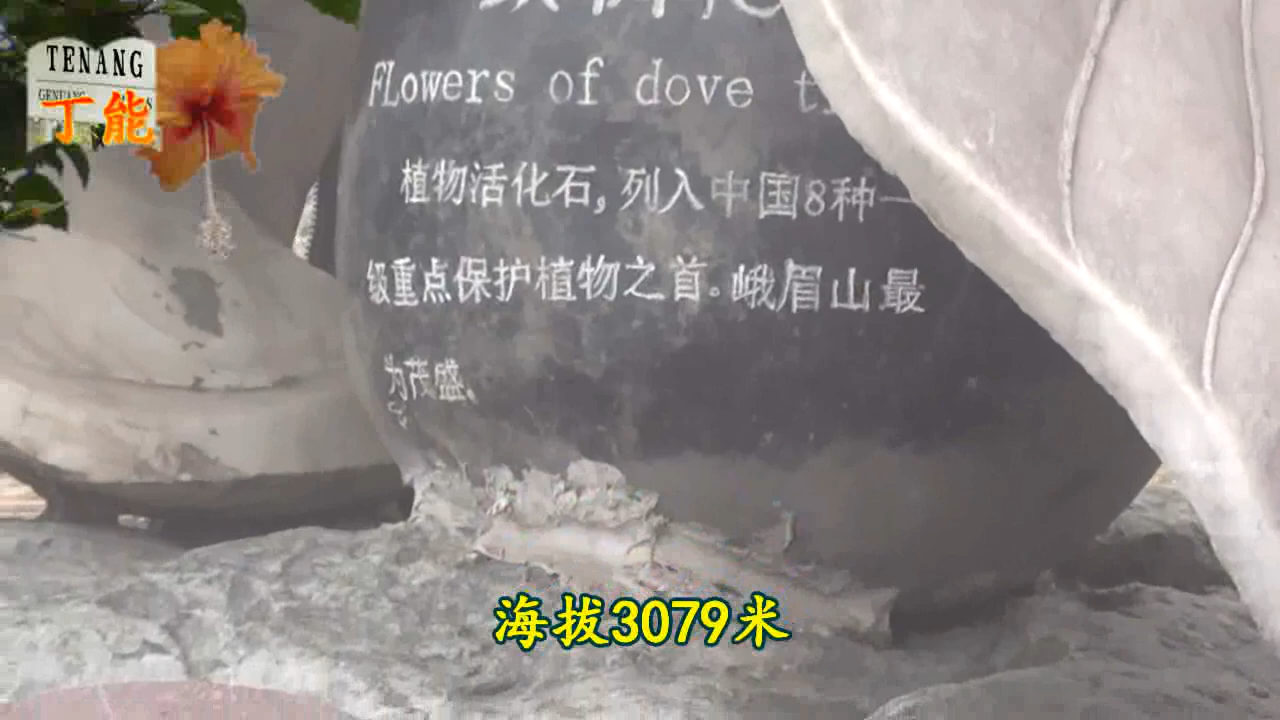 TENANG
丁能
Flowers of dove
植物活化石,列入中国8种一
级重点保护植物之首。峨眉山最
为茂盛。
海拔3079米